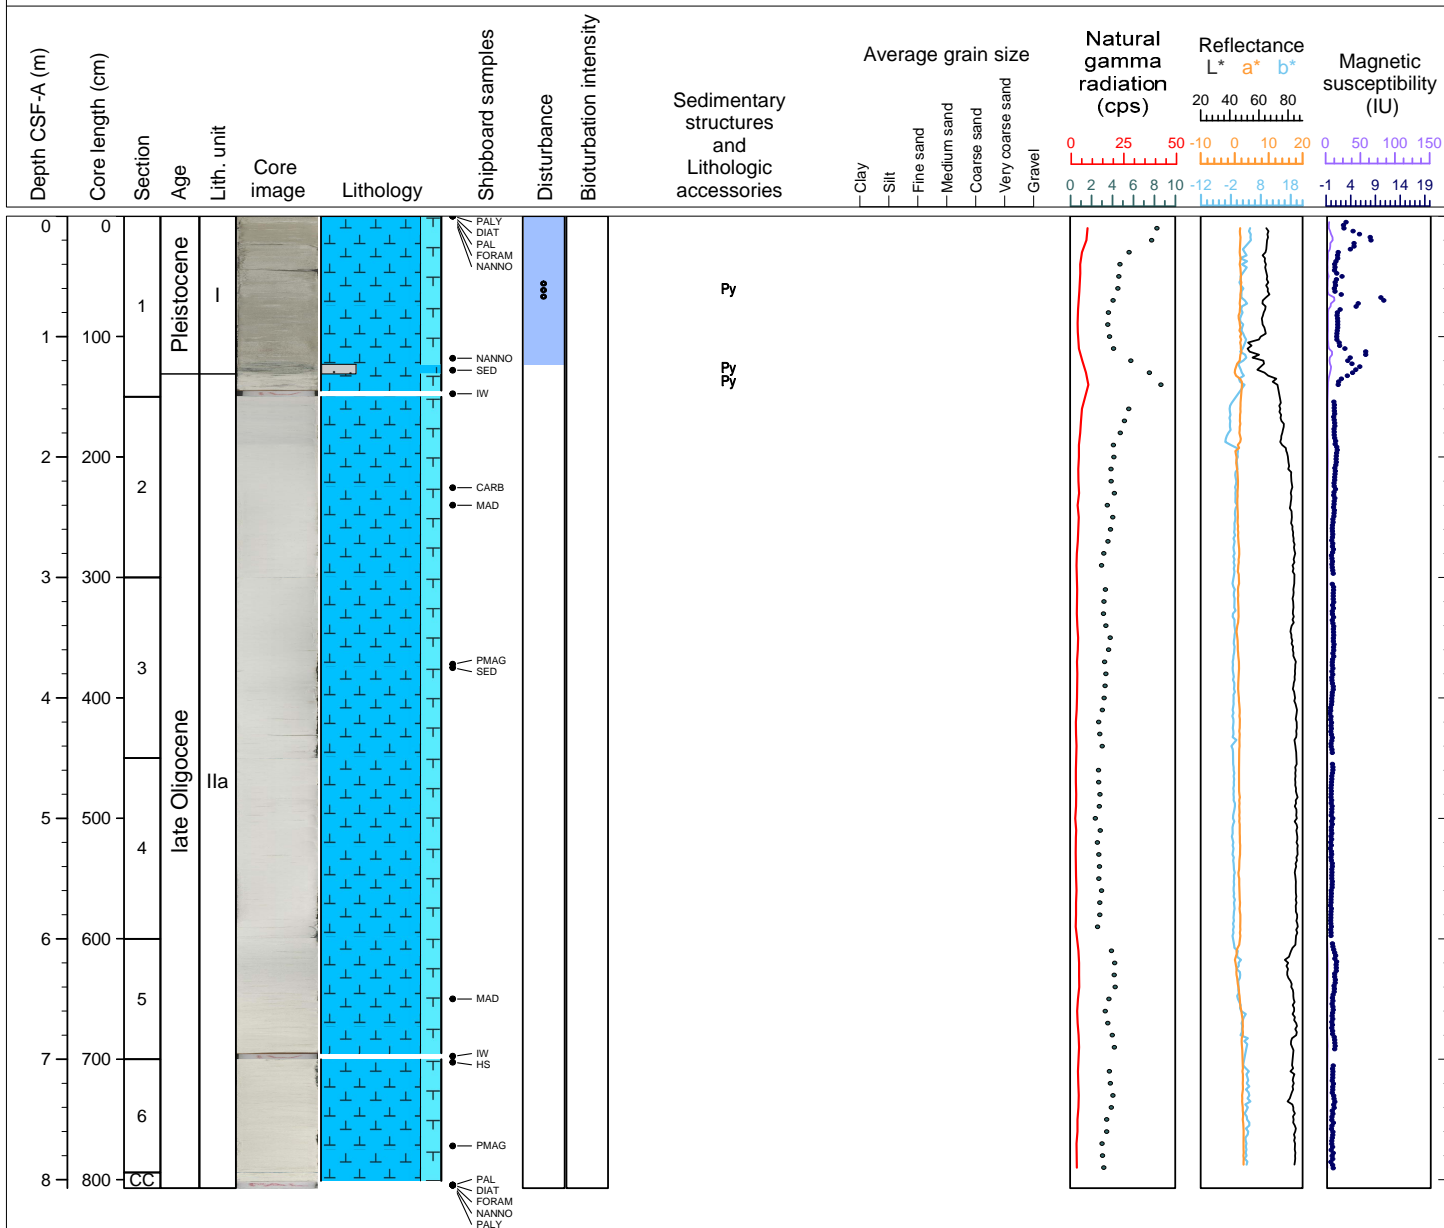 Depth CSF-A (m)
Core length (cm)
Section
Age
Lith. unit
Core
image
Lithology
Shipboard samples
Disturbance
Bioturbation intensity
Sedimentary
structures
and
Lithologic
accessories
Average grain size
Clay
Silt
Fine sand
Medium sand
Coarse sand
Very coarse sand
Gravel
Natural
gamma
radiation
(cps)
0 25 50
0 2 4 6 8 10
Reflectance
L* a* b*
20 40 60 80
-10 0 10 20
-12 -2 8 18
Magnetic
susceptibility
(IU)
0 50 100 150
-1 4 9 14 19
0 0
1 100
2 200
3 300
4 400
5 500
6 600
7 700
8 800
1
2
3
4
5
6
CC
Pleistocene
late Oligocene
I
IIa
PALY
DIAT
PAL
FORAM
NANNO
NANNO
SED
IW
CARB
MAD
PMAG
SED
MAD
IW
HS
PMAG
PAL
DIAT
FORAM
NANNO
PALY
Py
Py
Py